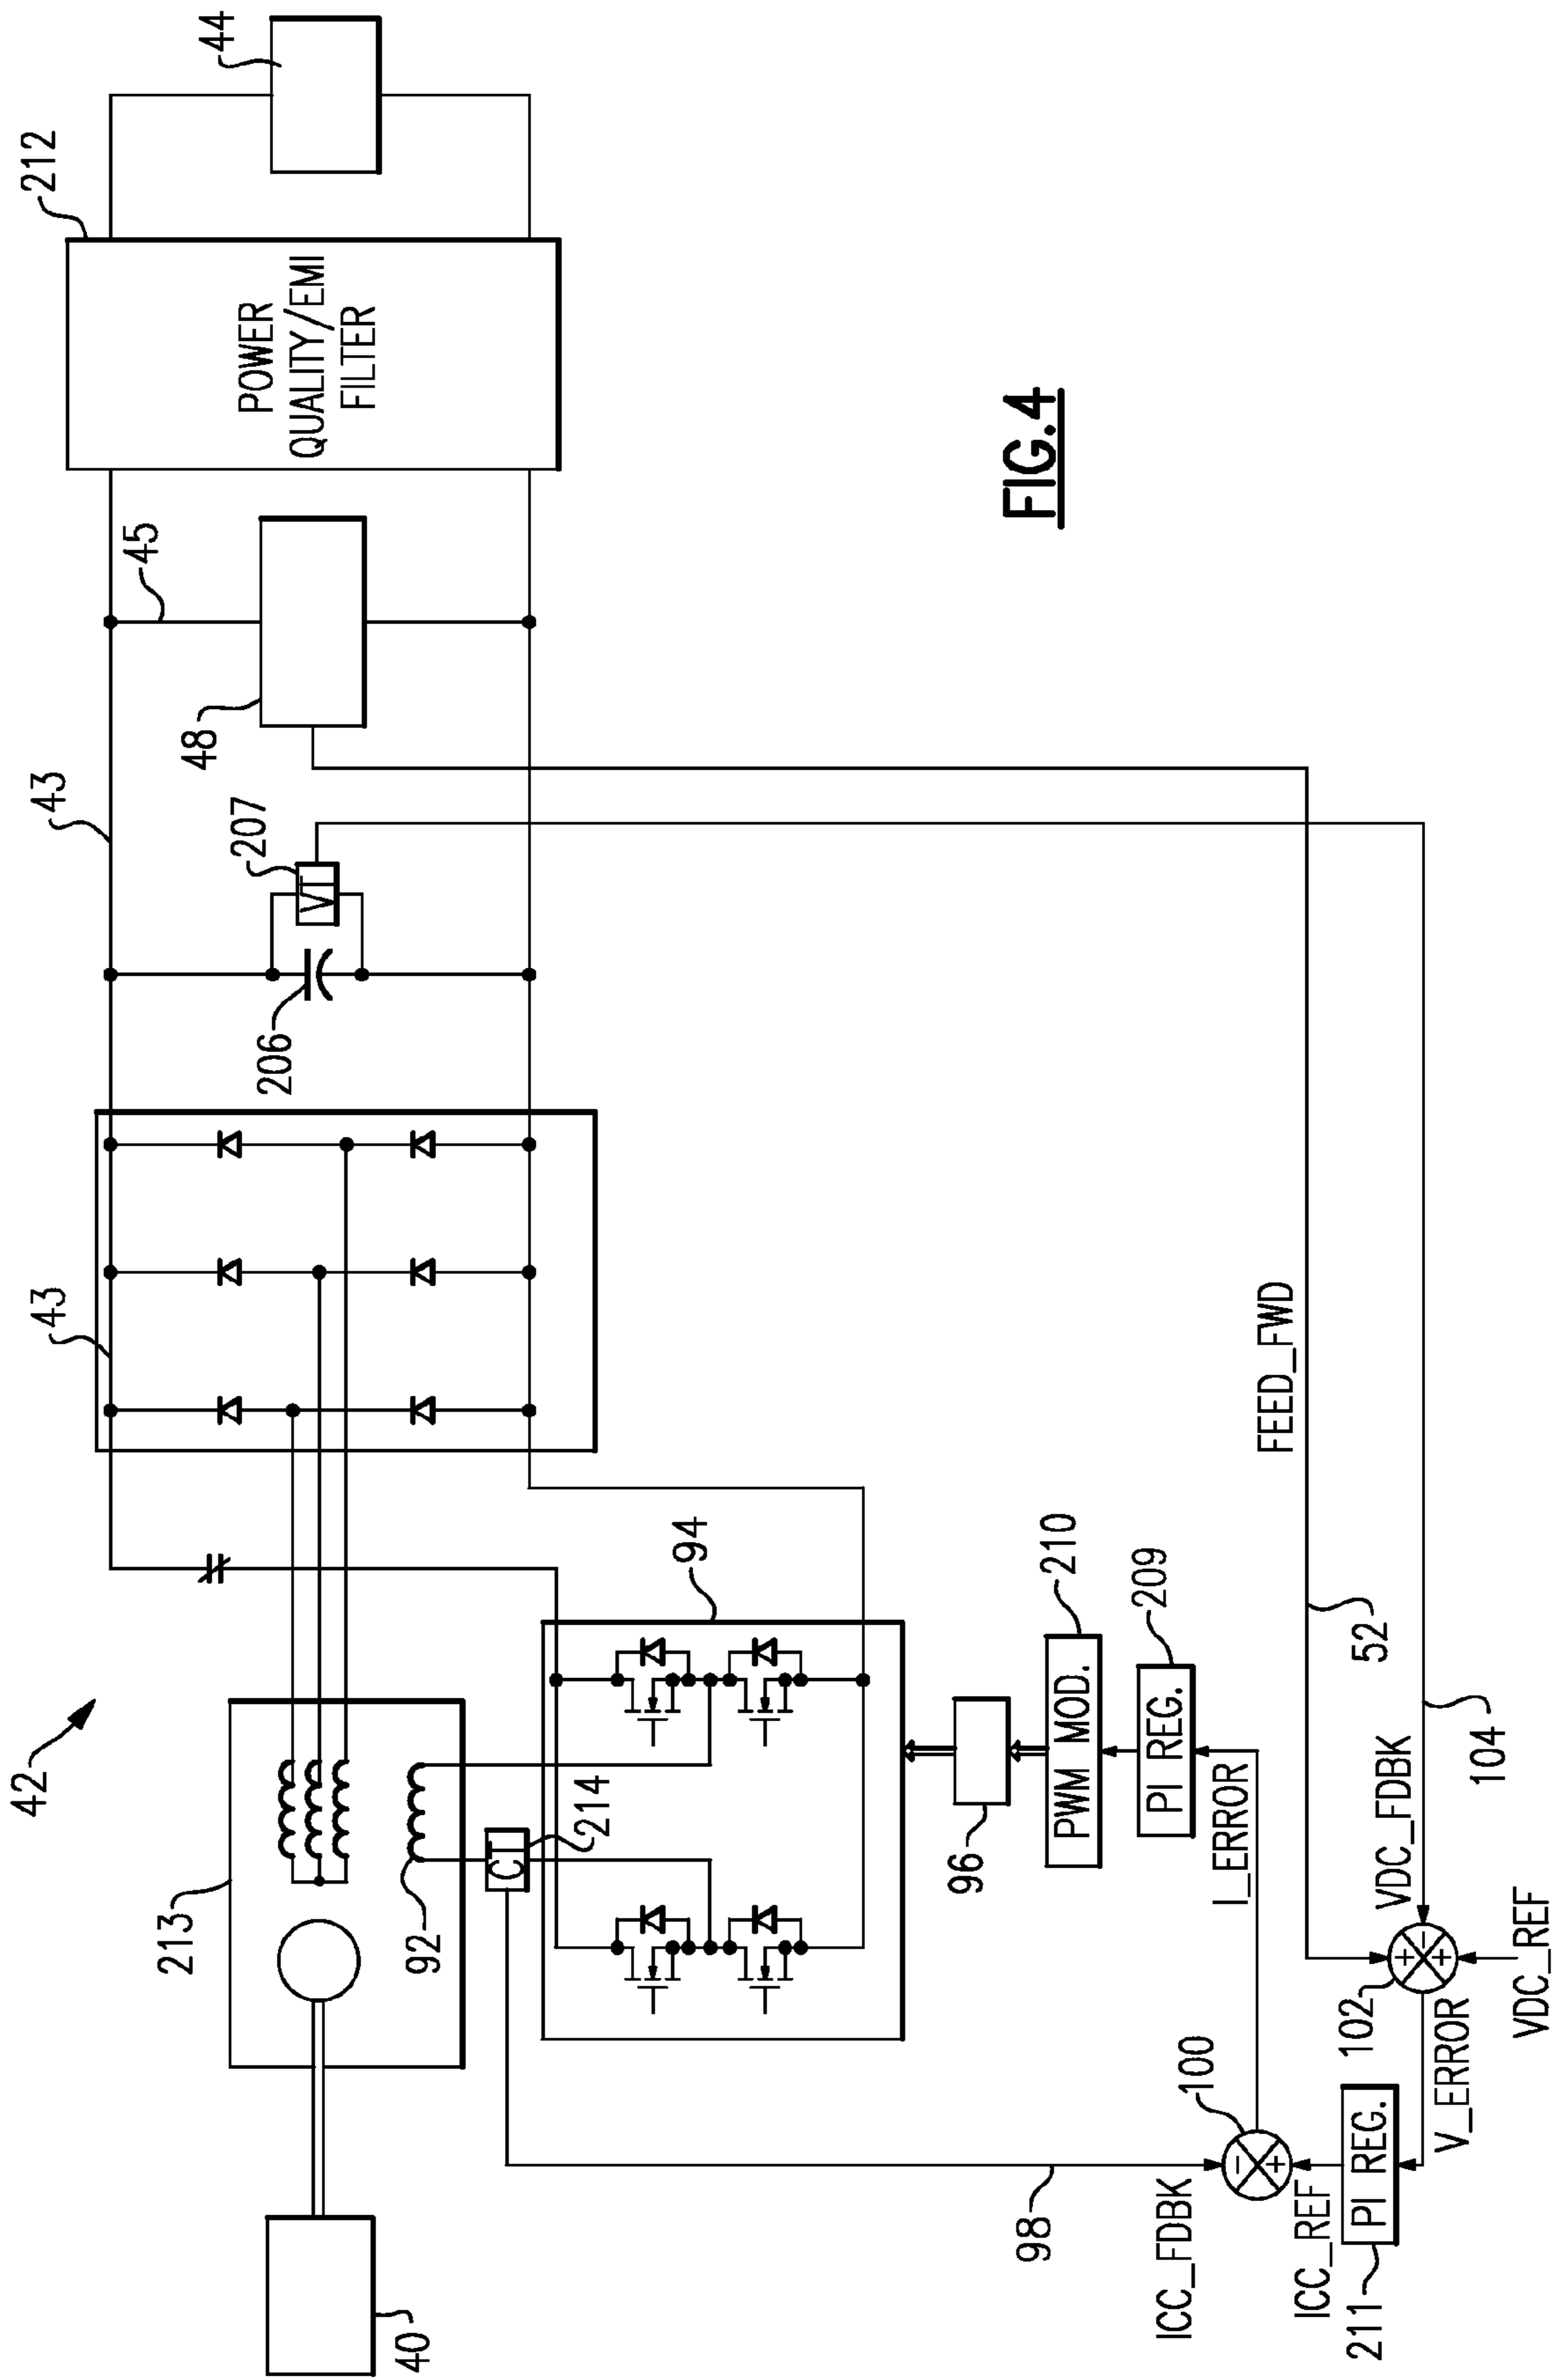 42
43
43
45
212
44
POWER
QUALITY/EMI
FILTER
213
48
207
VT
206
40
92
CT
214
94
96
PWM MOD.
210
PI REG.
209
FIG.4
98
ICC_FDBK
100
-
+
I_ERROR
FEED_FWD
52
ICC_REF
PI REG.
211
V_ERROR
102
+
-
+
VDC_FDBK
104
VDC_REF